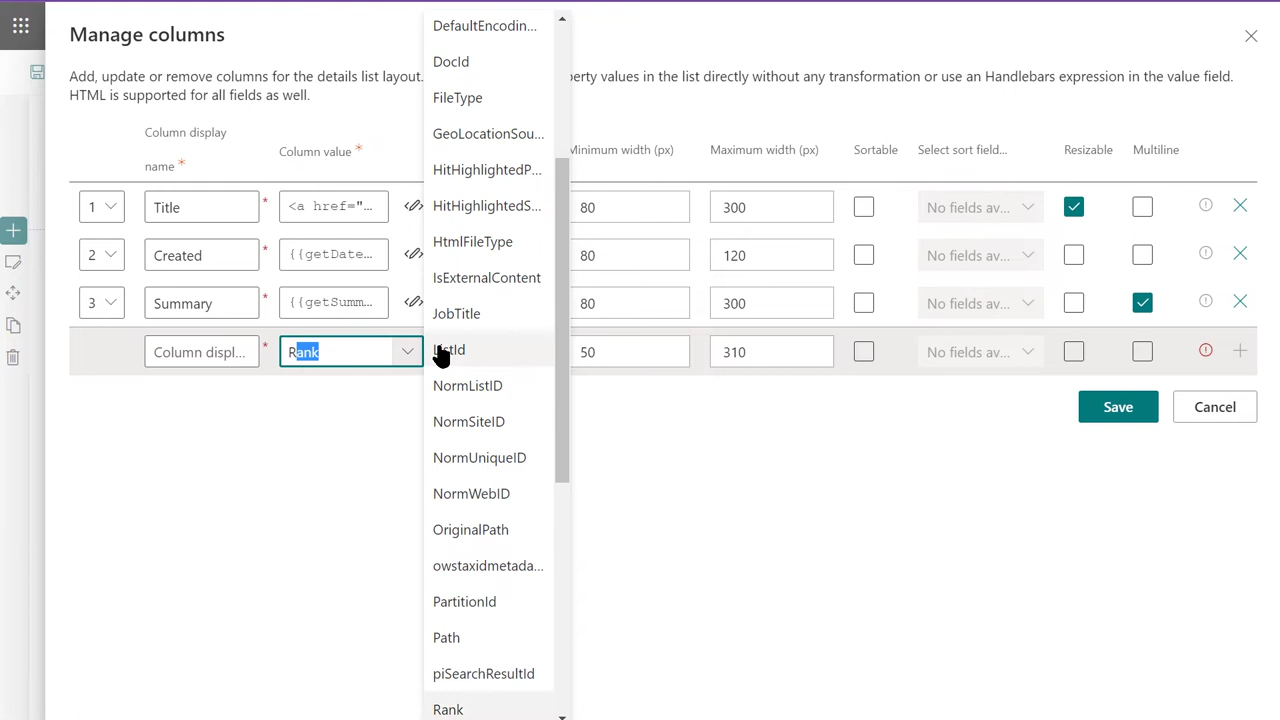 Manage columns
Add, update or remove columns for the details list layout. perty values in the list directly without any transformation or use an Handlebars expression in the value field.
HTML is supported for all fields as well.
Column display name *
Column value *
Minimum width (px)
Maximum width (px)
Sortable
Select sort field...
Resizable
Multiline
1 Title * <a href="... 80 300 No fields av...
2 Created * {{getDate... 80 120 No fields av...
3 Summary * {{getSumm... 80 300 No fields av...
Column displ... * Rank 50 310 No fields av...
DefaultEncodin...
DocId
FileType
GeoLocationSou...
HitHighlightedP...
HitHighlightedS...
HtmlFileType
IsExternalContent
JobTitle
ListId
NormListID
NormSiteID
NormUniqueID
NormWebID
OriginalPath
owstaxidmetada...
PartitionId
Path
piSearchResultId
Rank
Save
Cancel